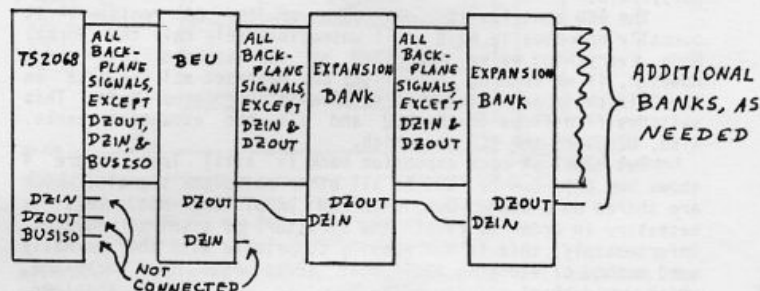 TS2068
ALL
BACK-
PLANE
SIGNALS,
EXCEPT
DZOUT,
DZIN &
BUSISO
BEU
ALL
BACK-
PLANE
SIGNALS,
EXCEPT
DZIN &
DZOUT
EXPANSION
BANK
ALL
BACK-
PLANE
SIGNALS,
EXCEPT
DZIN &
DZOUT
EXPANSION
BANK
ADDITIONAL
BANKS, AS
NEEDED
DZIN
DZOUT
BUSISO
NOT
CONNECTED
DZOUT
DZIN
DZIN
DZOUT
DZIN
DZOUT